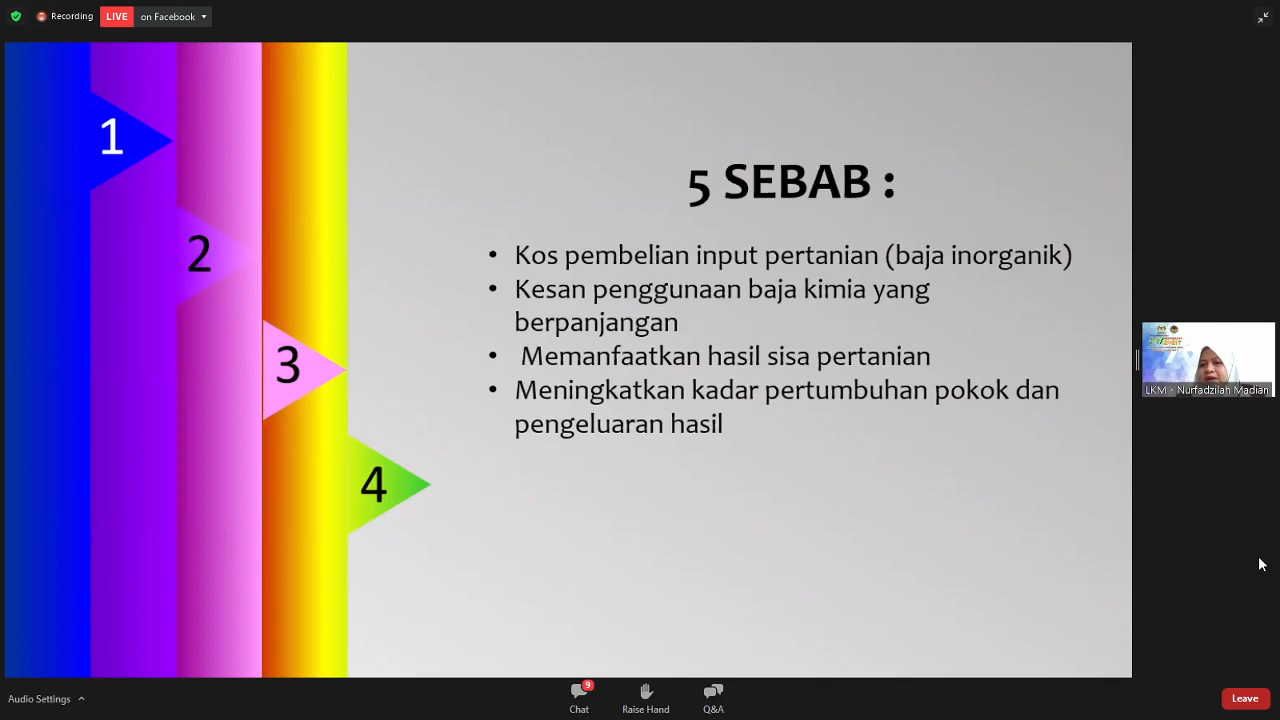 Recording
LIVE
on Facebook
1
2
3
4
5 SEBAB :
• Kos pembelian input pertanian (baja inorganik)
• Kesan penggunaan baja kimia yang
berpanjangan
• Memanfaatkan hasil sisa pertanian
• Meningkatkan kadar pertumbuhan pokok dan
pengeluaran hasil
LKM - Nurfadzilah Madian
Audio Settings
9
Chat
Raise Hand
Q&A
Leave